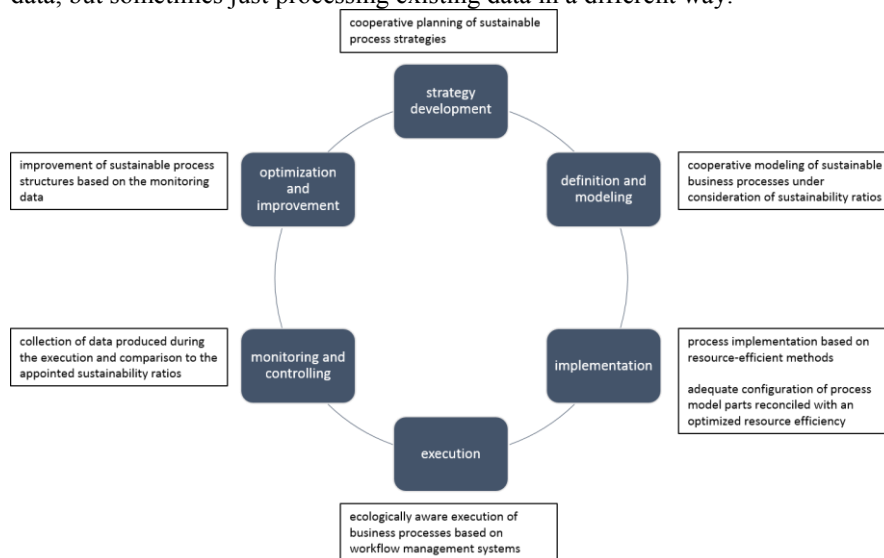 data, but sometimes just processing existing data in a different way.
cooperative planning of sustainable
process strategies
strategy
development
improvement of sustainable process
structures based on the monitoring
data
optimization
and
improvement
definition and
modeling
cooperative modeling of sustainable
business processes under
consideration of sustainability ratios
collection of data produced during
the execution and comparison to the
appointed sustainability ratios
monitoring and
controlling
implementation
process implementation based on
resource-efficient methods
adequate configuration of process
model parts reconciled with an
optimized resource efficiency
execution
ecologically aware execution of
business processes based on
workflow management systems